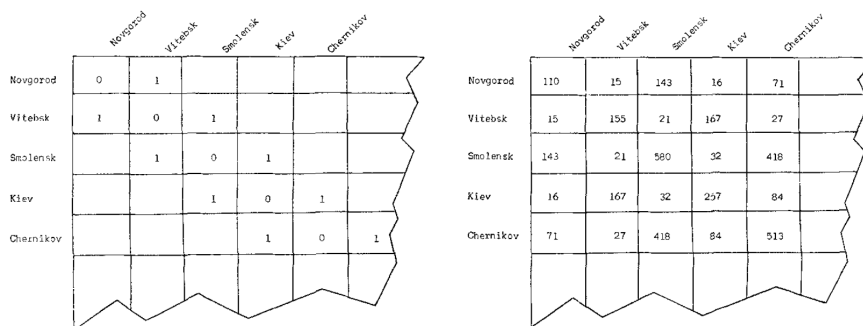 Novgorod Vitebsk Smolensk Kiev Chernikov
Novgorod 0 1
Vitebsk 1 0 1
Smolensk 1 0 1
Kiev 1 0 1
Chernikov 1 0 1
Novgorod Vitebsk Smolensk Kiev Chernikov
Novgorod 110 15 143 16 71
Vitebsk 15 155 21 167 27
Smolensk 143 21 580 32 418
Kiev 16 167 32 267 84
Chernikov 71 27 418 84 513